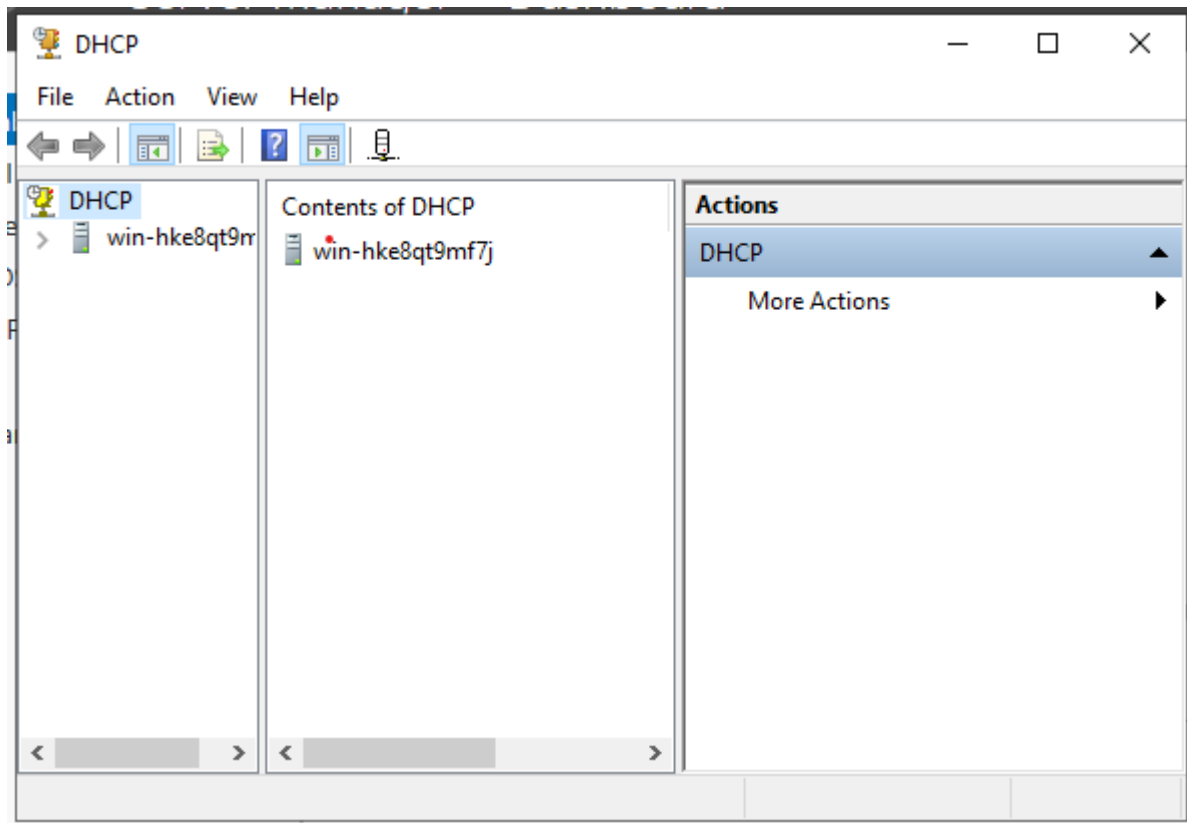 DHCP
File Action View Help
DHCP
win-hke8qt9m
Contents of DHCP
win-hke8qt9mf7j
Actions
DHCP
More Actions